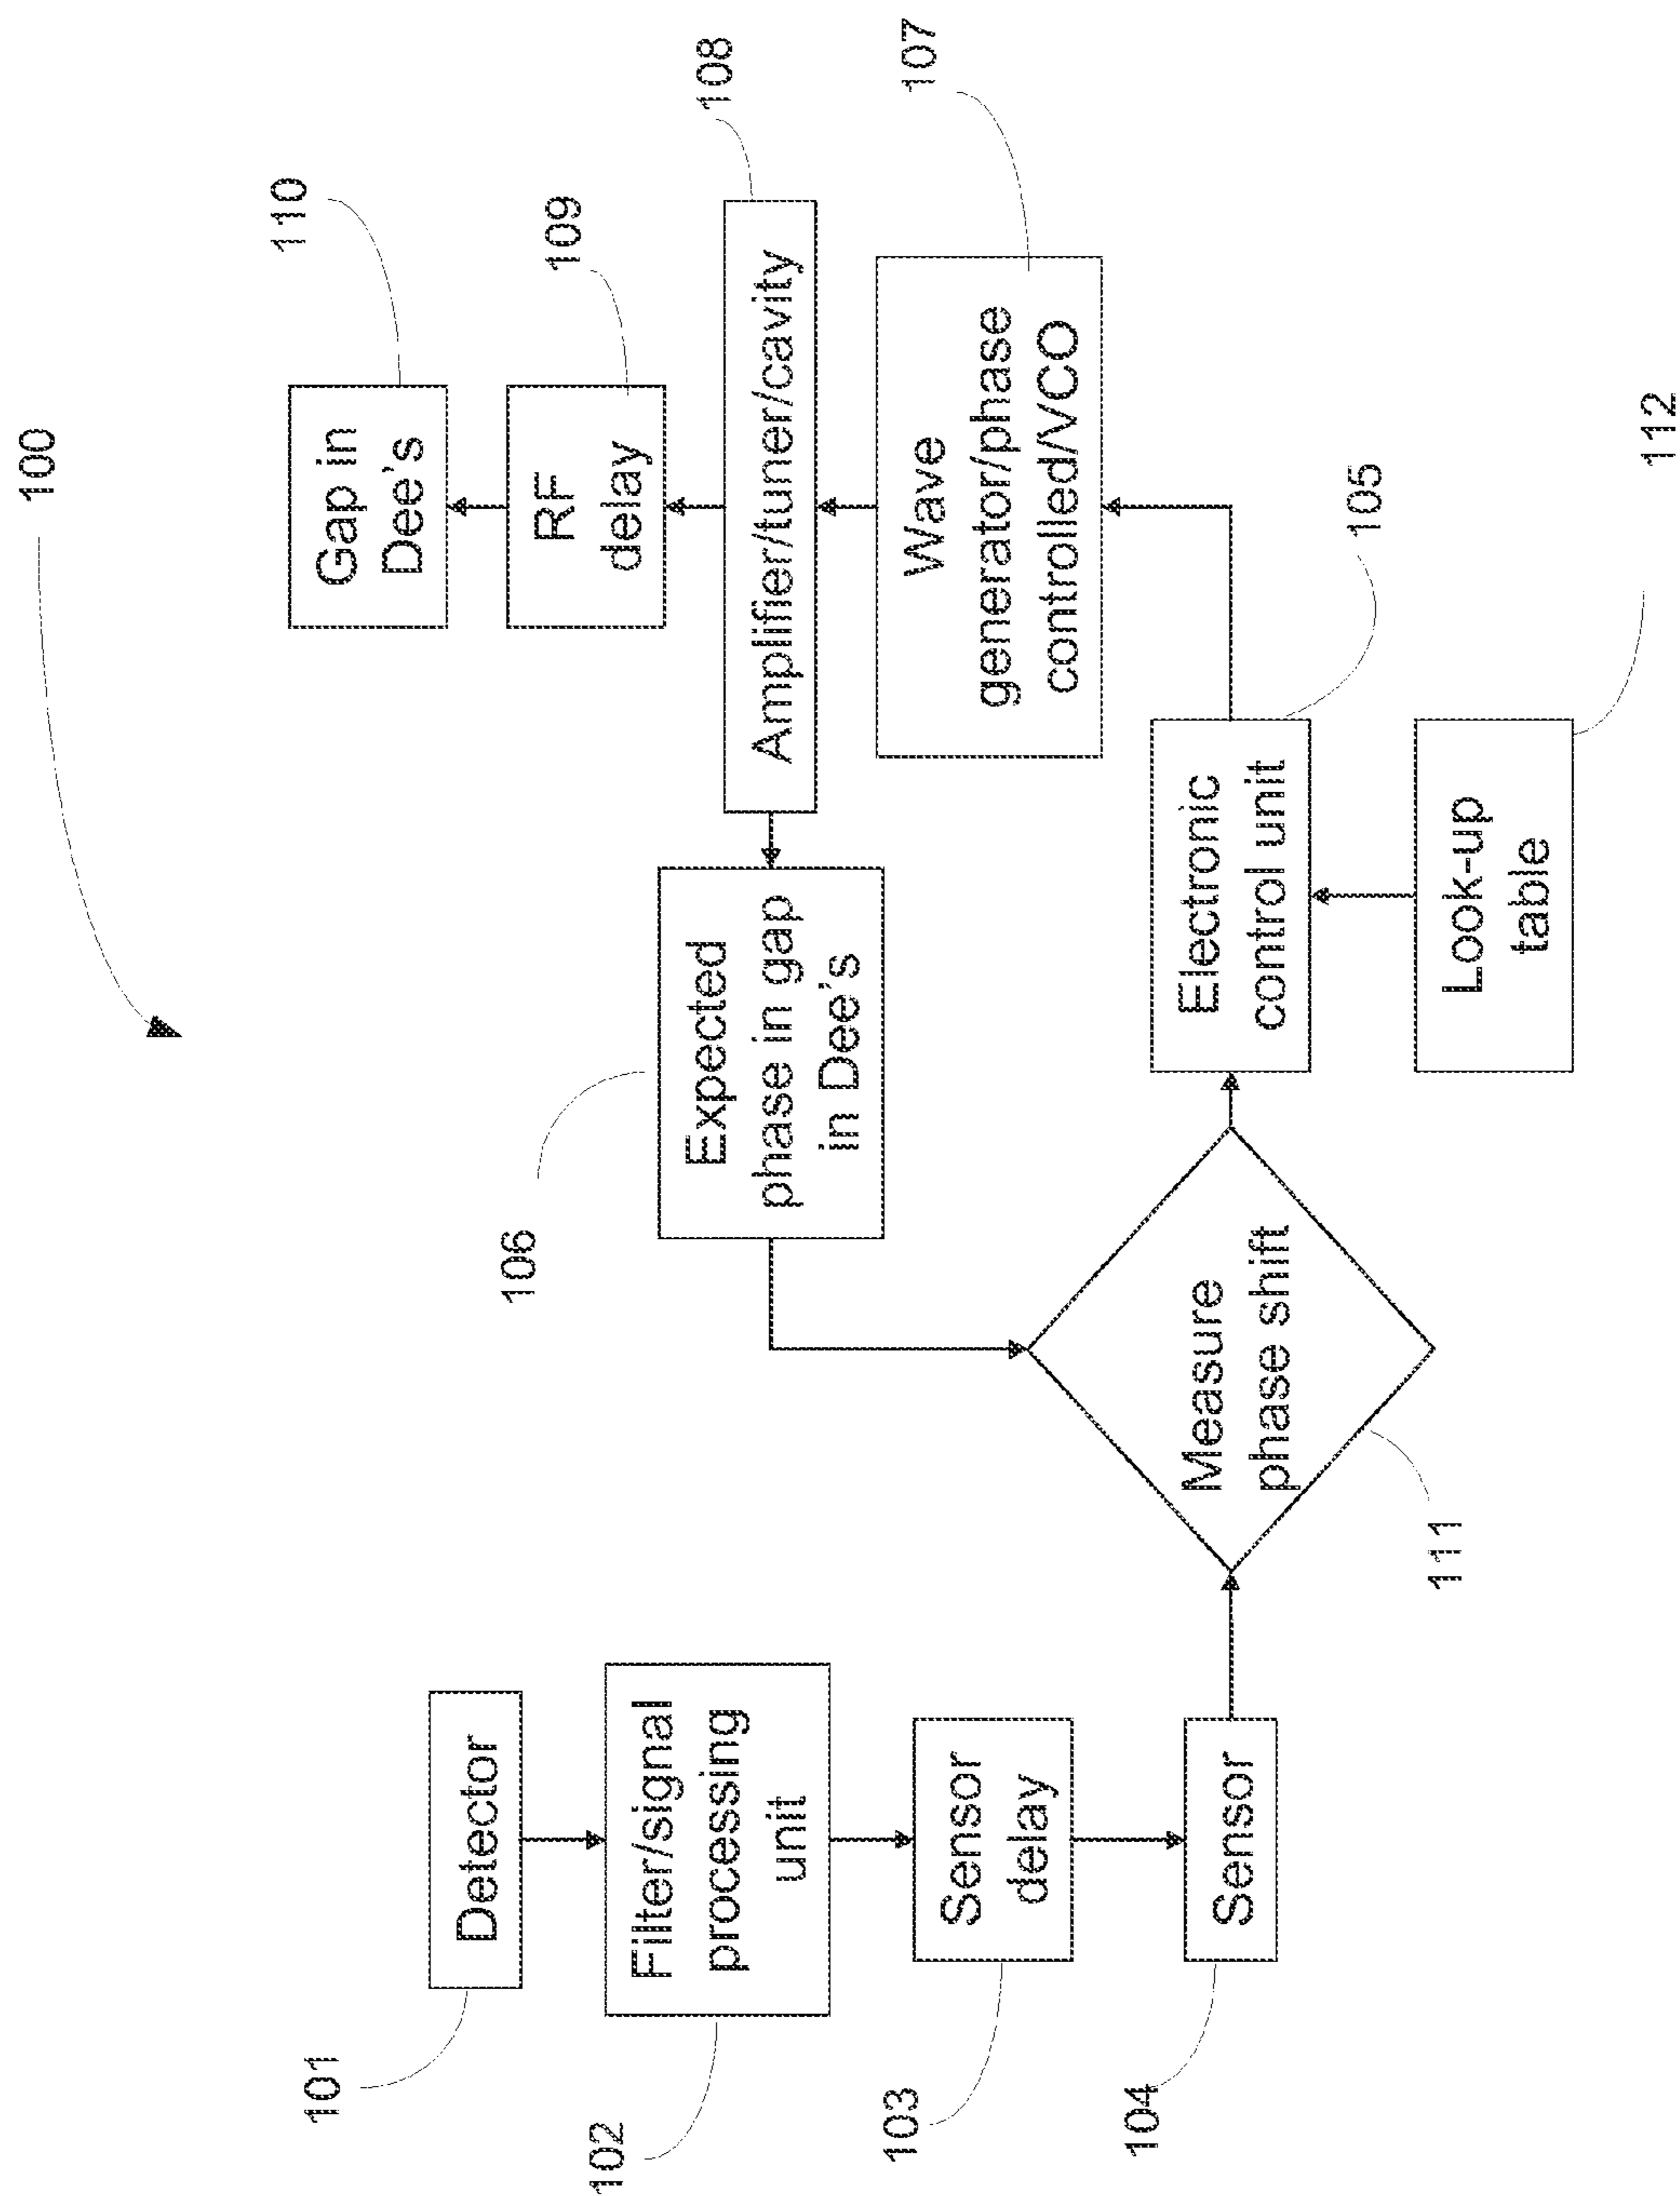 100
110
Gap in
Dee's
109
RF
delay
108
Amplifier/tuner/cavity
107
Wave
generator/phase
controlled/VCO
106
Expected
phase in gap
in Dee's
105
Electronic
control unit
112
Look-up
table
101
Detector
102
Filter/signal
processing
unit
103
Sensor
delay
104
Sensor
111
Measure
phase shift